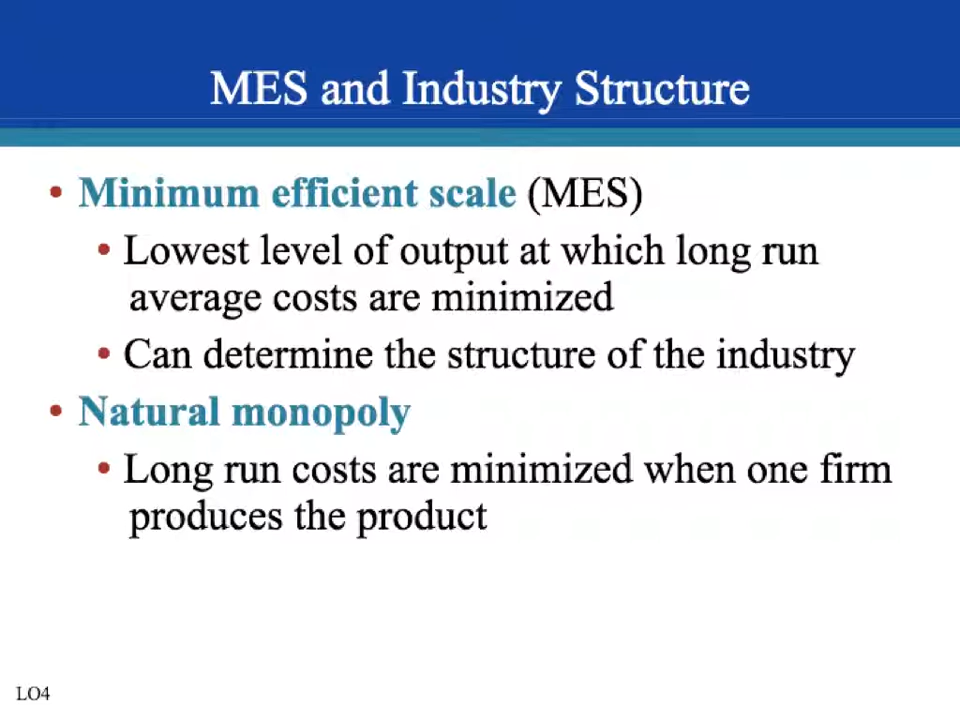 MES and Industry Structure
• Minimum efficient scale (MES)
• Lowest level of output at which long run
average costs are minimized
• Can determine the structure of the industry
• Natural monopoly
• Long run costs are minimized when one firm
produces the product
LO4